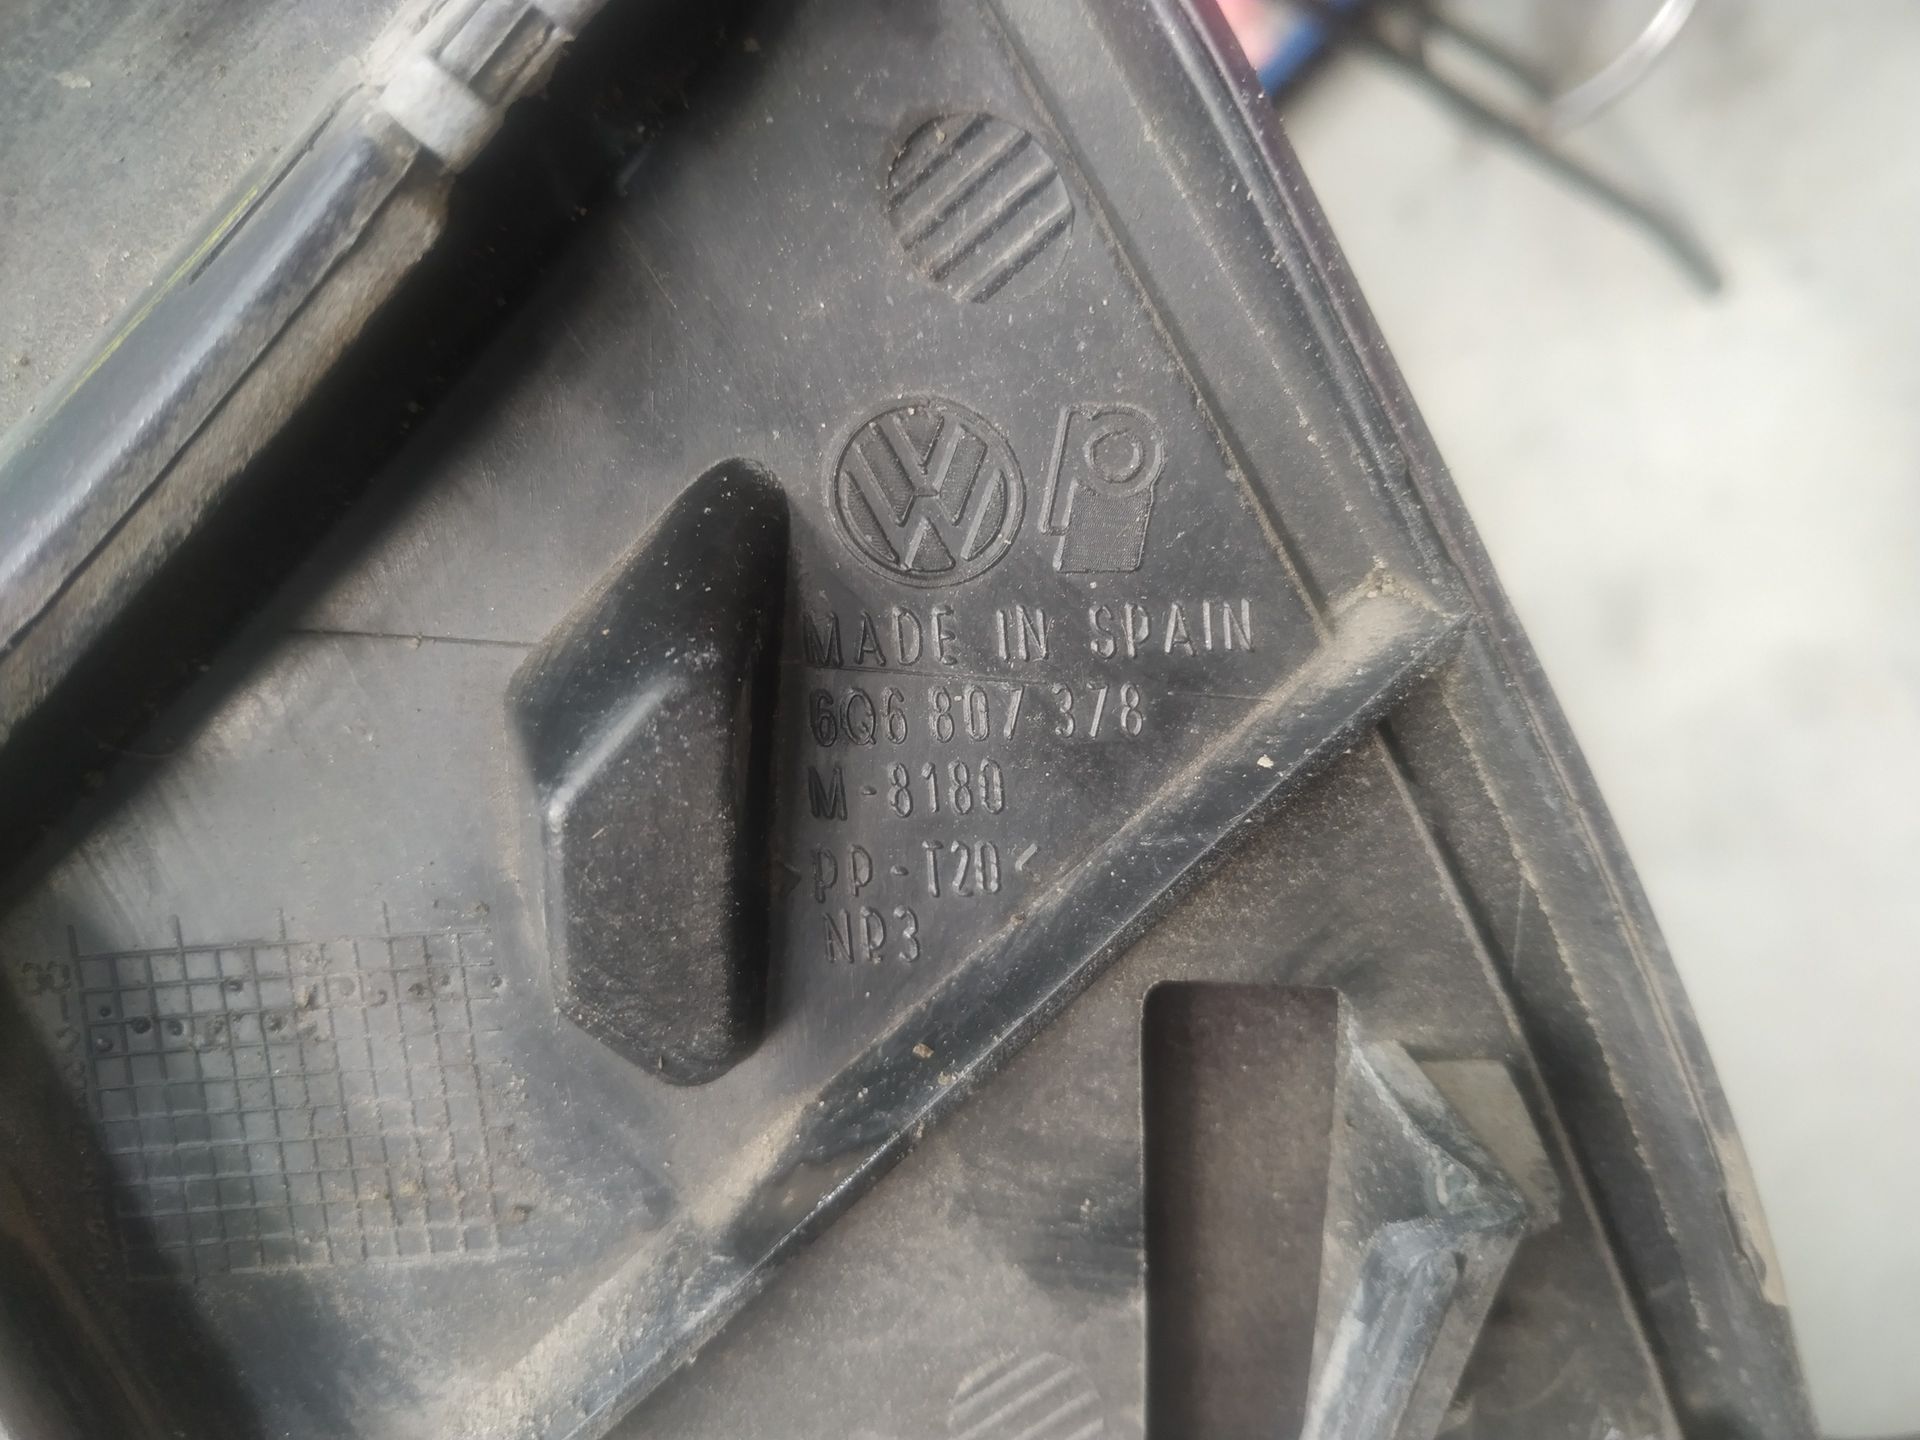 MADE IN SPAIN
6Q6 807 378
M-8180
>PP-T20<
NP3